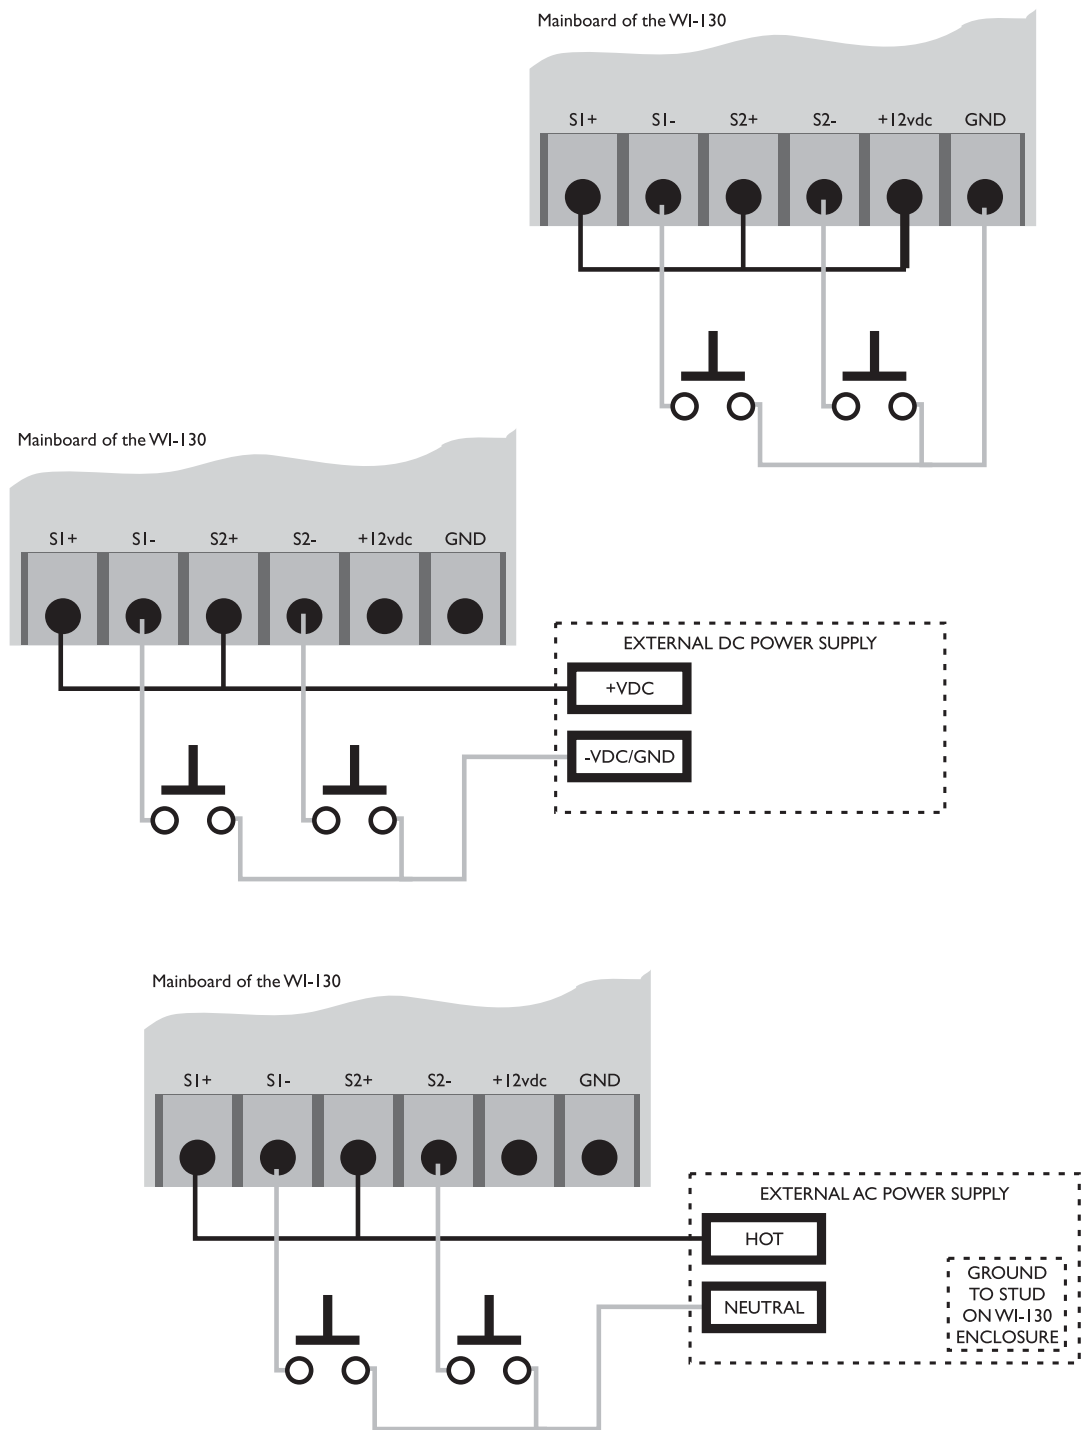 Mainboard of the WI-130
S1+ S1- S2+ S2- +12vdc GND
Mainboard of the WI-130
S1+ S1- S2+ S2- +12vdc GND
EXTERNAL DC POWER SUPPLY
+VDC
-VDC/GND
Mainboard of the WI-130
S1+ S1- S2+ S2- +12vdc GND
EXTERNAL AC POWER SUPPLY
HOT
NEUTRAL
GROUND
TO STUD
ON WI-130
ENCLOSURE